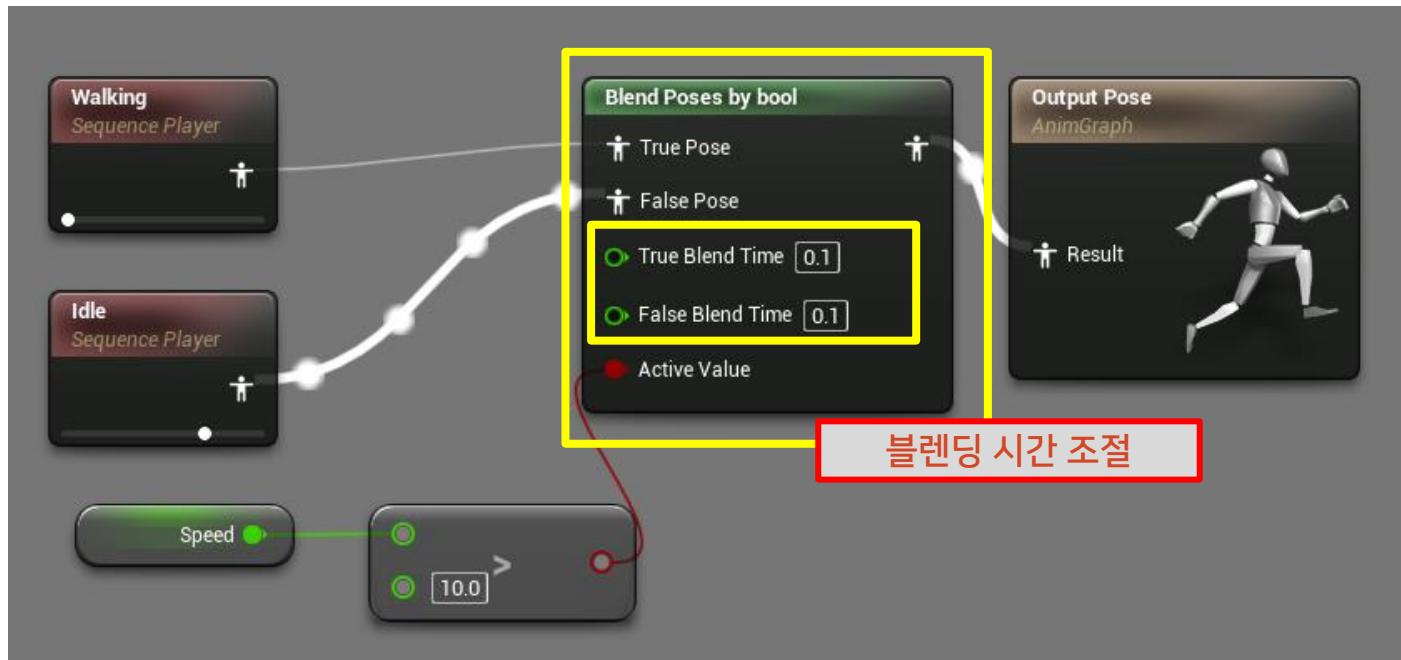 Walking
Sequence Player
Idle
Sequence Player
Speed
>
10.0
Blend Poses by bool
True Pose
False Pose
True Blend Time 0.1
False Blend Time 0.1
Active Value
블렌딩 시간 조절
Output Pose
AnimGraph
Result